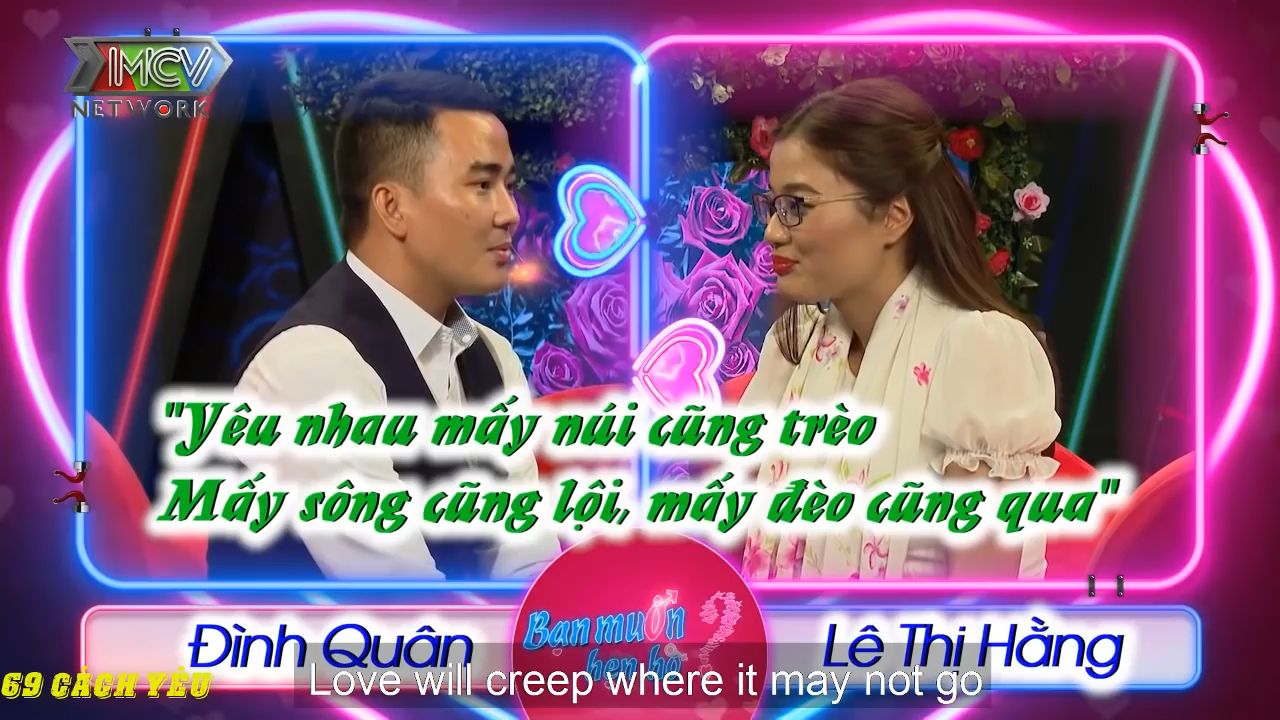 MCV
NETWORK
"Yêu nhau mấy núi cũng trèo
Mấy sông cũng lội, mấy đèo cũng qua"
Đình Quân
Bạn muốn
hẹn hò
?
Lê Thị Hằng
69 CÁCH YÊU
Love will creep where it may not go